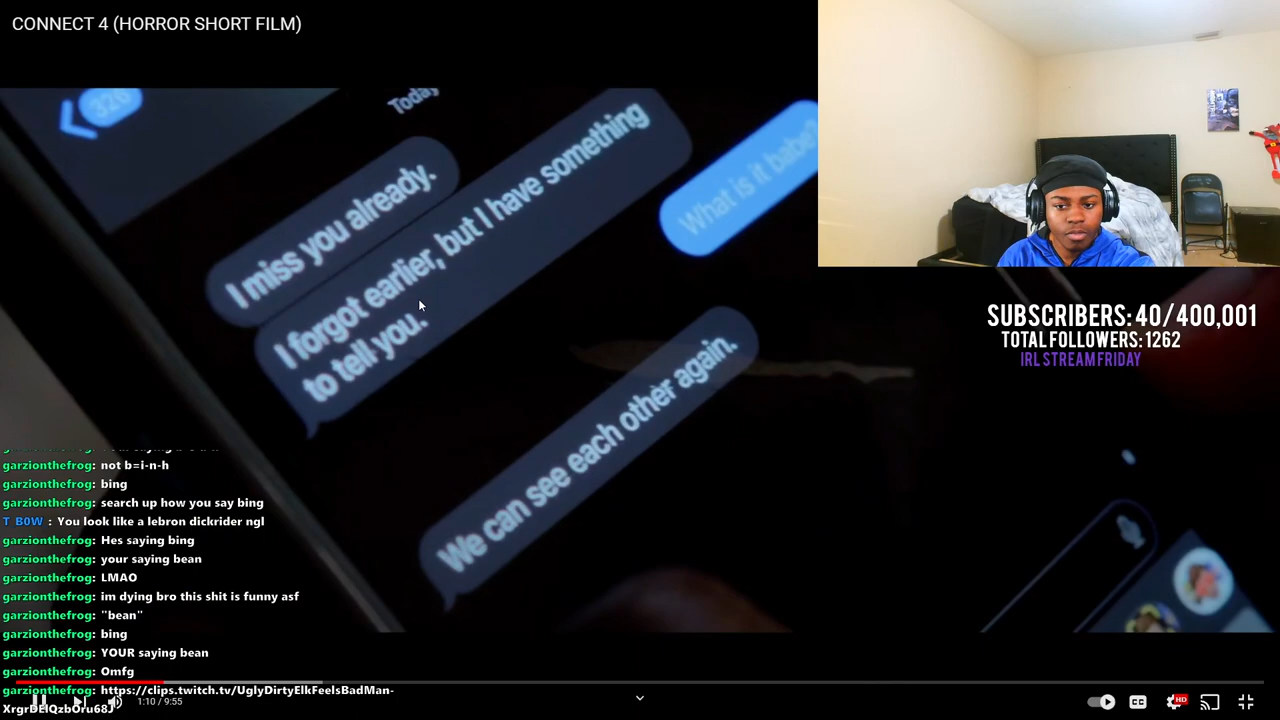 CONNECT 4 (HORROR SHORT FILM)
320
Today
I miss you already.
I forgot earlier, but I have something
to tell you.
What is it babe?
We can see each other again.
SUBSCRIBERS: 40/400,001
TOTAL FOLLOWERS: 1262
IRL STREAM FRIDAY
garzionthefrog: not b=i-n-h
garzionthefrog: bing
garzionthefrog: search up how you say bing
T_B0W : You look like a lebron dickrider ngl
garzionthefrog: Hes saying bing
garzionthefrog: your saying bean
garzionthefrog: LMAO
garzionthefrog: im dying bro this shit is funny asf
garzionthefrog: "bean"
garzionthefrog: bing
garzionthefrog: YOUR saying bean
garzionthefrog: Omfg
garzionthefrog: https://clips.twitch.tv/UglyDirtyElkFeelsBadMan-
1:10 / 9:55
CC
HD